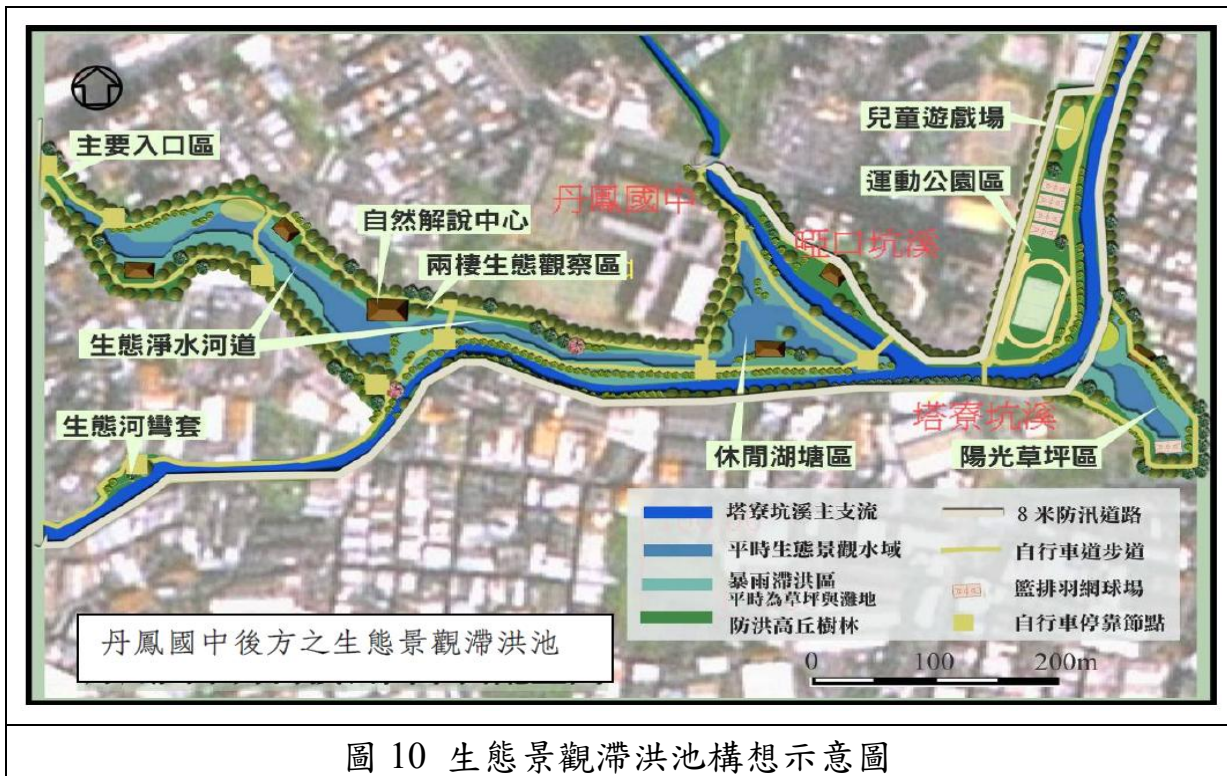 主要入口區
自然解說中心
兩棲生態觀察區
丹鳳國中
啞口坑溪
兒童遊戲場
運動公園區
生態淨水河道
生態河彎套
休閒湖塘區
塔寮坑溪
陽光草坪區
塔寮坑溪主支流
平時生態景觀水域
暴雨滯洪區
平時為草坪與灘地
防洪高丘樹林
8 米防汛道路
自行車道步道
籃排羽網球場
自行車停靠節點
0 100 200m
丹鳳國中後方之生態景觀滯洪池
圖 10 生態景觀滯洪池構想示意圖